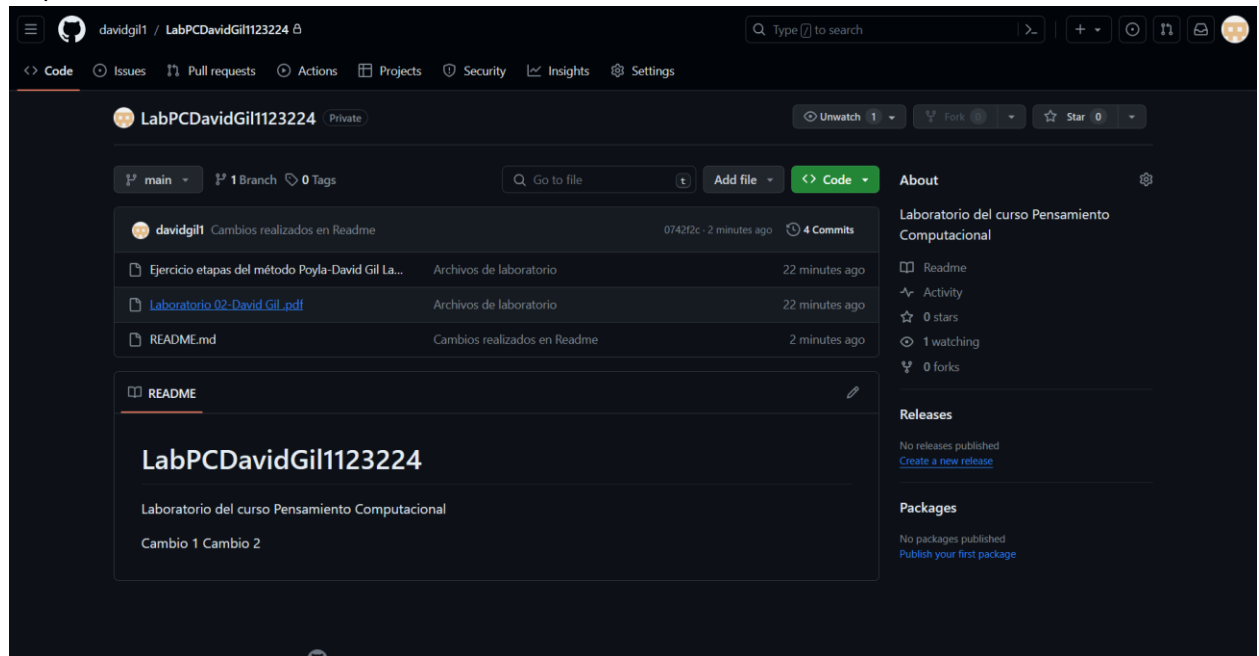 davidgil1 / LabPCDavidGil1123224
Type / to search
Code Issues Pull requests Actions Projects Security Insights Settings
LabPCDavidGil1123224 Private
Unwatch 1 Fork 0 Star 0
main 1 Branch 0 Tags Go to file t Add file Code
davidgil1 Cambios realizados en Readme 0742f2c · 2 minutes ago 4 Commits
Ejercicio etapas del método Poyla-David Gil La... Archivos de laboratorio 22 minutes ago
Laboratorio 02-David Gil .pdf Archivos de laboratorio 22 minutes ago
README.md Cambios realizados en Readme 2 minutes ago
README
LabPCDavidGil1123224
Laboratorio del curso Pensamiento Computacional
Cambio 1 Cambio 2
About
Laboratorio del curso Pensamiento
Computacional
Readme
Activity
0 stars
1 watching
0 forks
Releases
No releases published
Create a new release
Packages
No packages published
Publish your first package